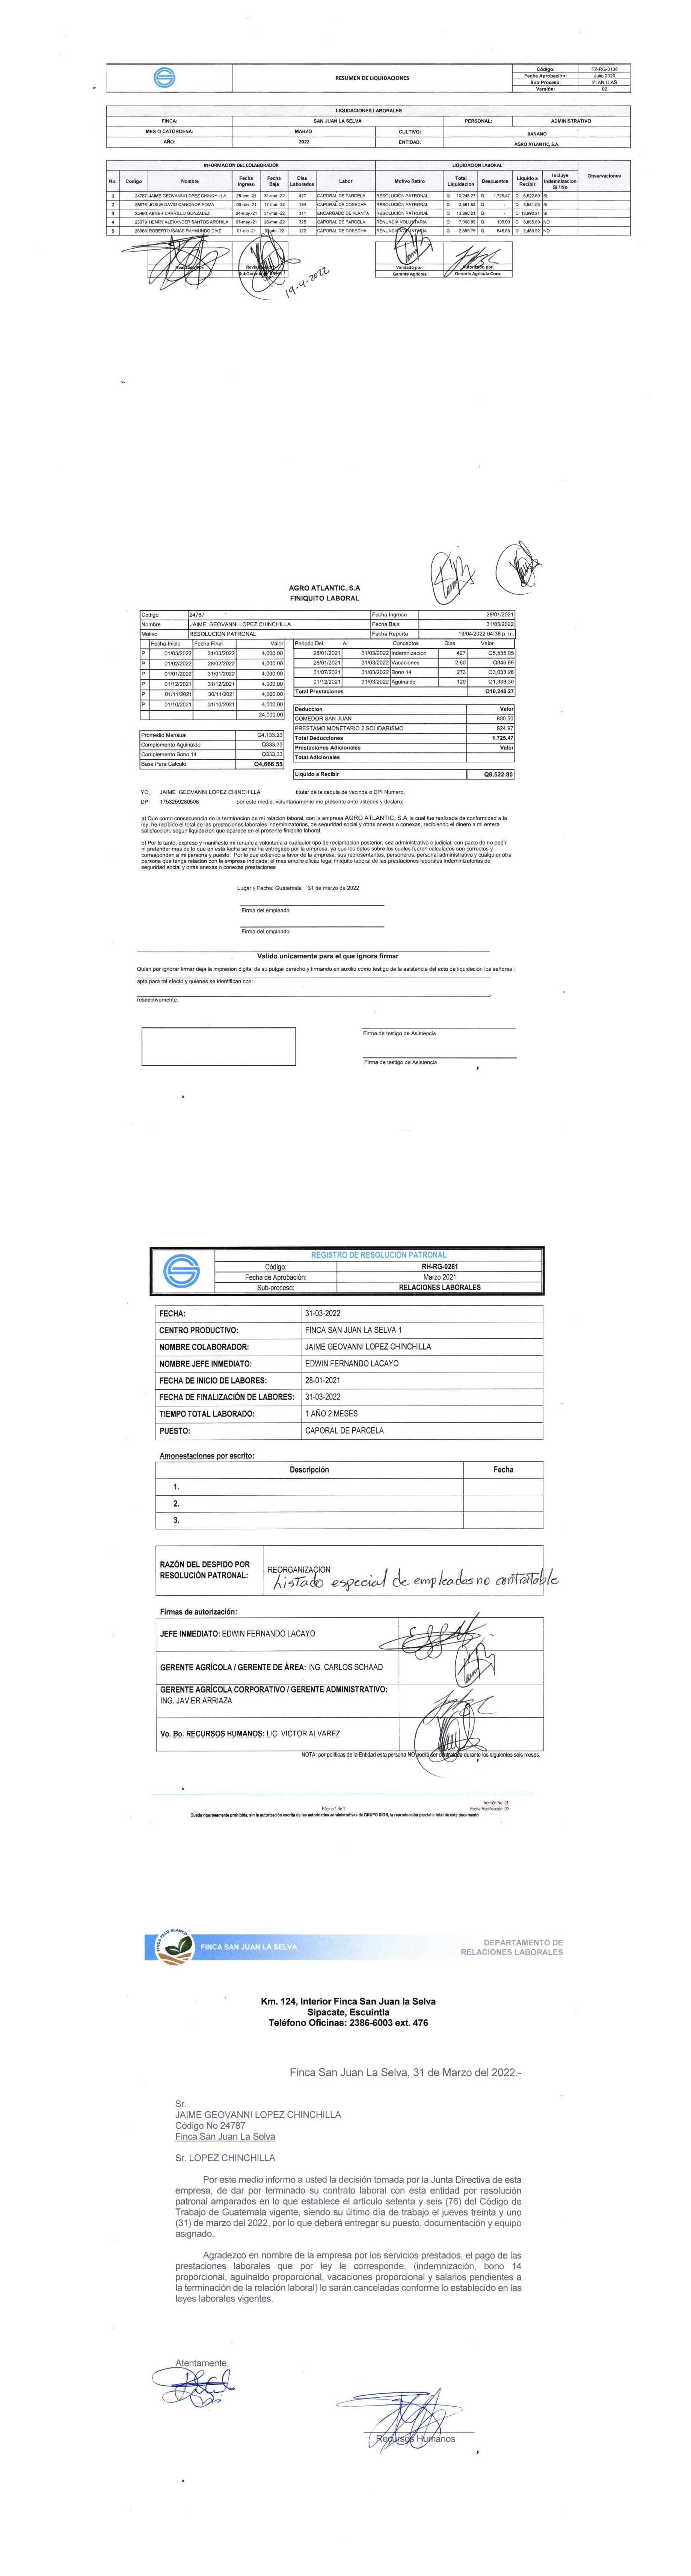 RESUMEN DE LIQUIDACIONES
Código: FZ-RG-0138
Fecha Aprobación: Julio 2020
Sub-Proceso: PLANILLAS
Versión: 02
LIQUIDACIONES LABORALES
FINCA: SAN JUAN LA SELVA PERSONAL: ADMINISTRATIVO
MES O CATORCENA: MARZO CULTIVO: BANANO
AÑO: 2022 ENTIDAD: AGRO ATLANTIC, S.A.
INFORMACION DEL COLABORADOR LIQUIDACION LABORAL
No. Codigo Nombre Fecha Ingreso Fecha Baja Dias Laborados Labor Motivo Retiro Total Liquidacion Descuentos Liquido a Recibir Incluye Indemnizacion Si / No Observaciones
1 24787 JAIME GEOVANNI LOPEZ CHINCHILLA 28-ene.-21 31-mar.-22 427 CAPORAL DE PARCELA RESOLUCIÓN PATRONAL Q 10,248.27 Q 1,725.47 Q 8,522.80 SI
2 JOSUE DAVID CANCINOS POMA 03-nov.-21 17-mar.-22 134 CAPORAL DE COSECHA RESOLUCIÓN PATRONAL Q 3,881.53 Q - Q 3,881.53 SI
3 25460 ABNER CARRILLO GONZALEZ 24-may.-21 31-mar.-22 311 ENCARGADO DE PLANTA RESOLUCIÓN PATRONAL Q 13,890.21 Q - Q 13,890.21 SI
4 25379 HENRY ALEXANDER SANTOS ARCHILA 07-may.-21 28-mar.-22 325 CAPORAL DE PARCELA RENUNCIA VOLUNTARIA Q Q 195.00 Q NO
5 26968 ROBERTO ISAIAS RAYMUNDO DIAZ 01-dic.-21 122 CAPORAL DE COSECHA RENUNCIA VOLUNTARIA Q Q 645.83 Q NO
Validado por: Autorizado por:
Gerente Agrícola Gerente Agrícola Corp.
19-4-2022
AGRO ATLANTIC, S.A
FINIQUITO LABORAL
Codigo 24787 Fecha Ingreso 28/01/2021
Nombre JAIME GEOVANNI LOPEZ CHINCHILLA Fecha Baja 31/03/2022
Motivo RESOLUCION PATRONAL Fecha Reporte 19/04/2022 04:38 p. m.
Fecha Inicio Fecha Final Valor Periodo Del Al Conceptos Dias Valor
P 01/03/2022 31/03/2022 4,000.00 28/01/2021 31/03/2022 Indemnizacion 427 Q5,535.05
P 01/02/2022 28/02/2022 4,000.00 28/01/2021 31/03/2022 Vacaciones 2.60 Q346.66
P 01/01/2022 31/01/2022 4,000.00 01/07/2021 31/03/2022 Bono 14 273 Q3,033.26
P 01/12/2021 31/12/2021 4,000.00 01/12/2021 31/03/2022 Aguinaldo 120 Q1,333.30
P 01/11/2021 30/11/2021 4,000.00 Total Prestaciones Q10,248.27
P 01/10/2021 31/10/2021 4,000.00
24,000.00
Deduccion Valor
COMEDOR SAN JUAN 800.50
PRESTAMO MONETARIO 2 SOLIDARISMO 924.97
Total Deducciones 1,725.47
Prestaciones Adicionales Valor
Total Adicionales
Liquido a Recibir Q8,522.80
Promedio Mensual Q4,133.23
Complemento Aguinaldo Q333.33
Complemento Bono 14 Q333.33
Base Para Calculo Q4,666.55
YO. JAIME GEOVANNI LOPEZ CHINCHILLA ,titular de la cedula de vecinda o DPI Numero,
DPI 1753259280506 por este medio, voluntariamente me presento ante ustedes y declaro:
a) Que como consecuencia de la terminacion de mi relacion laboral, con la empresa AGRO ATLANTIC, S.A. la cual fue realizada de conformidad a la
ley, he recibido el total de las prestaciones laborales indemnizatorias, de seguridad social y otras anexas o conexas, recibiendo el dinero a mi entera
satisfaccion, segun liquidacion que aparece en el presente finiquito laboral.
b) Por lo tanto, expreso y manifiesto mi renuncia voluntaria a cualquier tipo de reclamacion posterior, sea administrativa o judicial, con pacto de no pedir
ni pretender mas de lo que en esta fecha se me ha entregado por la empresa, ya que los datos sobre los cuales fueron calculados son correctos y
corresponden a mi persona y puesto. Por lo que extiendo a favor de la empresa, sus representantes, personeros, personal administrativo y cualquier otra
persona que tenga relacion con la empresa indicada, el mas amplio eficaz legal finiquito laboral de las prestaciones laborales indemnizatorias de
seguridad social y otras anexas o conexas prestaciones
Lugar y Fecha: Guatemala 31 de marzo de 2022
Firma del empleado
Firma del empleado
Valido unicamente para el que ignora firmar
Quien por ignorar firmar deja la impresion digital de su pulgar derecho y firmando en auxilio como testigo de la asistencia del acto de liquidacion los señores :
apta para tal efecto y quienes se identifican con:
respectivamente.
Firma de testigo de Asistencia
Firma de testigo de Asistencia
REGISTRO DE RESOLUCIÓN PATRONAL
Código: RH-RG-0261
Fecha de Aprobación: Marzo 2021
Sub-proceso: RELACIONES LABORALES
FECHA: 31-03-2022
CENTRO PRODUCTIVO: FINCA SAN JUAN LA SELVA 1
NOMBRE COLABORADOR: JAIME GEOVANNI LOPEZ CHINCHILLA
NOMBRE JEFE INMEDIATO: EDWIN FERNANDO LACAYO
FECHA DE INICIO DE LABORES: 28-01-2021
FECHA DE FINALIZACIÓN DE LABORES: 31-03-2022
TIEMPO TOTAL LABORADO: 1 AÑO 2 MESES
PUESTO: CAPORAL DE PARCELA
Amonestaciones por escrito:
Descripción Fecha
1.
2.
3.
RAZÓN DEL DESPIDO POR RESOLUCIÓN PATRONAL: REORGANIZACION
Listado especial de empleados no contratable
Firmas de autorización:
JEFE INMEDIATO: EDWIN FERNANDO LACAYO
GERENTE AGRÍCOLA / GERENTE DE ÁREA: ING. CARLOS SCHAAD
GERENTE AGRÍCOLA CORPORATIVO / GERENTE ADMINISTRATIVO:
ING. JAVIER ARRIAZA
Vo. Bo. RECURSOS HUMANOS: LIC. VICTOR ALVAREZ
NOTA: por políticas de la Entidad esta persona NO podrá ser contratada durante los siguientes seis meses.
Versión No: 01
Página 1 de 1 Fecha Modificación: 00
Queda rigurosamente prohibida, sin la autorización escrita de las autoridades administrativas de GRUPO SION, la reproducción parcial o total de este documento
FINCA PALO BLANCO
FINCA SAN JUAN LA SELVA
DEPARTAMENTO DE
RELACIONES LABORALES
Km. 124, Interior Finca San Juan la Selva
Sipacate, Escuintla
Teléfono Oficinas: 2386-6003 ext. 476
Finca San Juan La Selva, 31 de Marzo del 2022.-
Sr.
JAIME GEOVANNI LOPEZ CHINCHILLA
Código No 24787
Finca San Juan La Selva
Sr. LOPEZ CHINCHILLA
Por este medio informo a usted la decisión tomada por la Junta Directiva de esta
empresa, de dar por terminado su contrato laboral con esta entidad por resolución
patronal amparados en lo que establece el artículo setenta y seis (76) del Código de
Trabajo de Guatemala vigente, siendo su último día de trabajo el jueves treinta y uno
(31) de marzo del 2022, por lo que deberá entregar su puesto, documentación y equipo
asignado.
Agradezco en nombre de la empresa por los servicios prestados, el pago de las
prestaciones laborales que por ley le corresponde, (indemnización, bono 14
proporcional, aguinaldo proporcional, vacaciones proporcional y salarios pendientes a
la terminación de la relación laboral) le serán canceladas conforme lo establecido en las
leyes laborales vigentes.
Atentamente,
Recursos Humanos